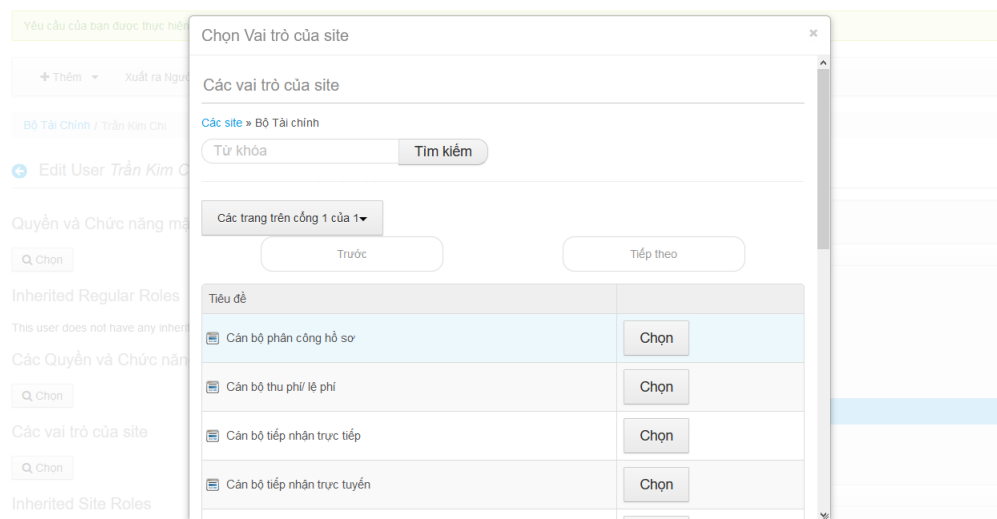 Yêu cầu của bạn được thực hiện
Chọn Vai trò của site
×
+ Thêm
Xuất ra Ngườ
Các vai trò của site
Bộ Tài Chính / Trần Kim Chi
Các site » Bộ Tài chính
Từ khóa
Tìm kiếm
Edit User Trần Kim C
Các trang trên cổng 1 của 1
Quyền và Chức năng mà
Trước
Tiếp theo
Chọn
Inherited Regular Roles
Tiêu đề
This user does not have any inherit
Cán bộ phân công hồ sơ
Chọn
Các Quyền và Chức năn
Cán bộ thu phí/ lệ phí
Chọn
Chọn
Các vai trò của site
Cán bộ tiếp nhận trực tiếp
Chọn
Chọn
Cán bộ tiếp nhận trực tuyến
Chọn
Inherited Site Roles